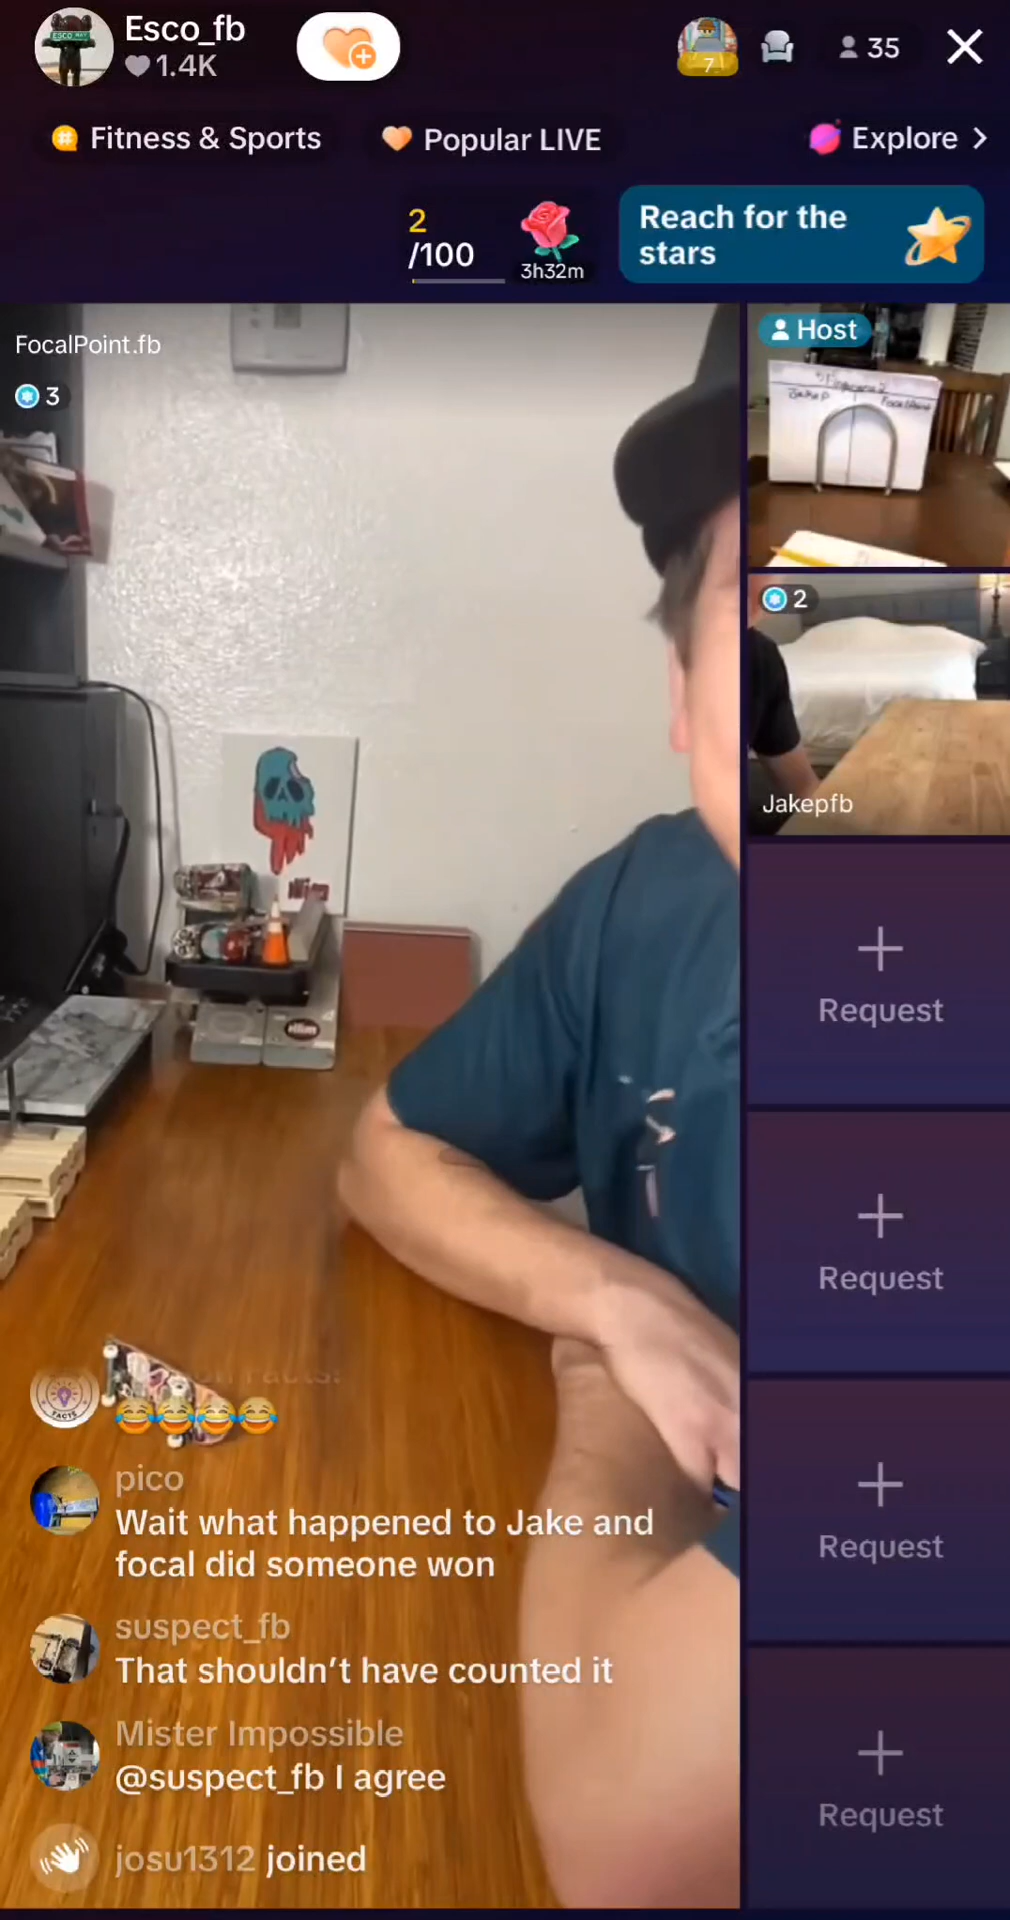 Esco_fb
1.4K
7
35
Fitness & Sports
Popular LIVE
Explore
2
/100
3h32m
Reach for the
stars
FocalPoint.fb
3
Host
2
Jakepfb
Request
Request
Request
Request
pico
Wait what happened to Jake and
focal did someone won
suspect_fb
That shouldn’t have counted it
Mister Impossible
@suspect_fb I agree
josu1312 joined